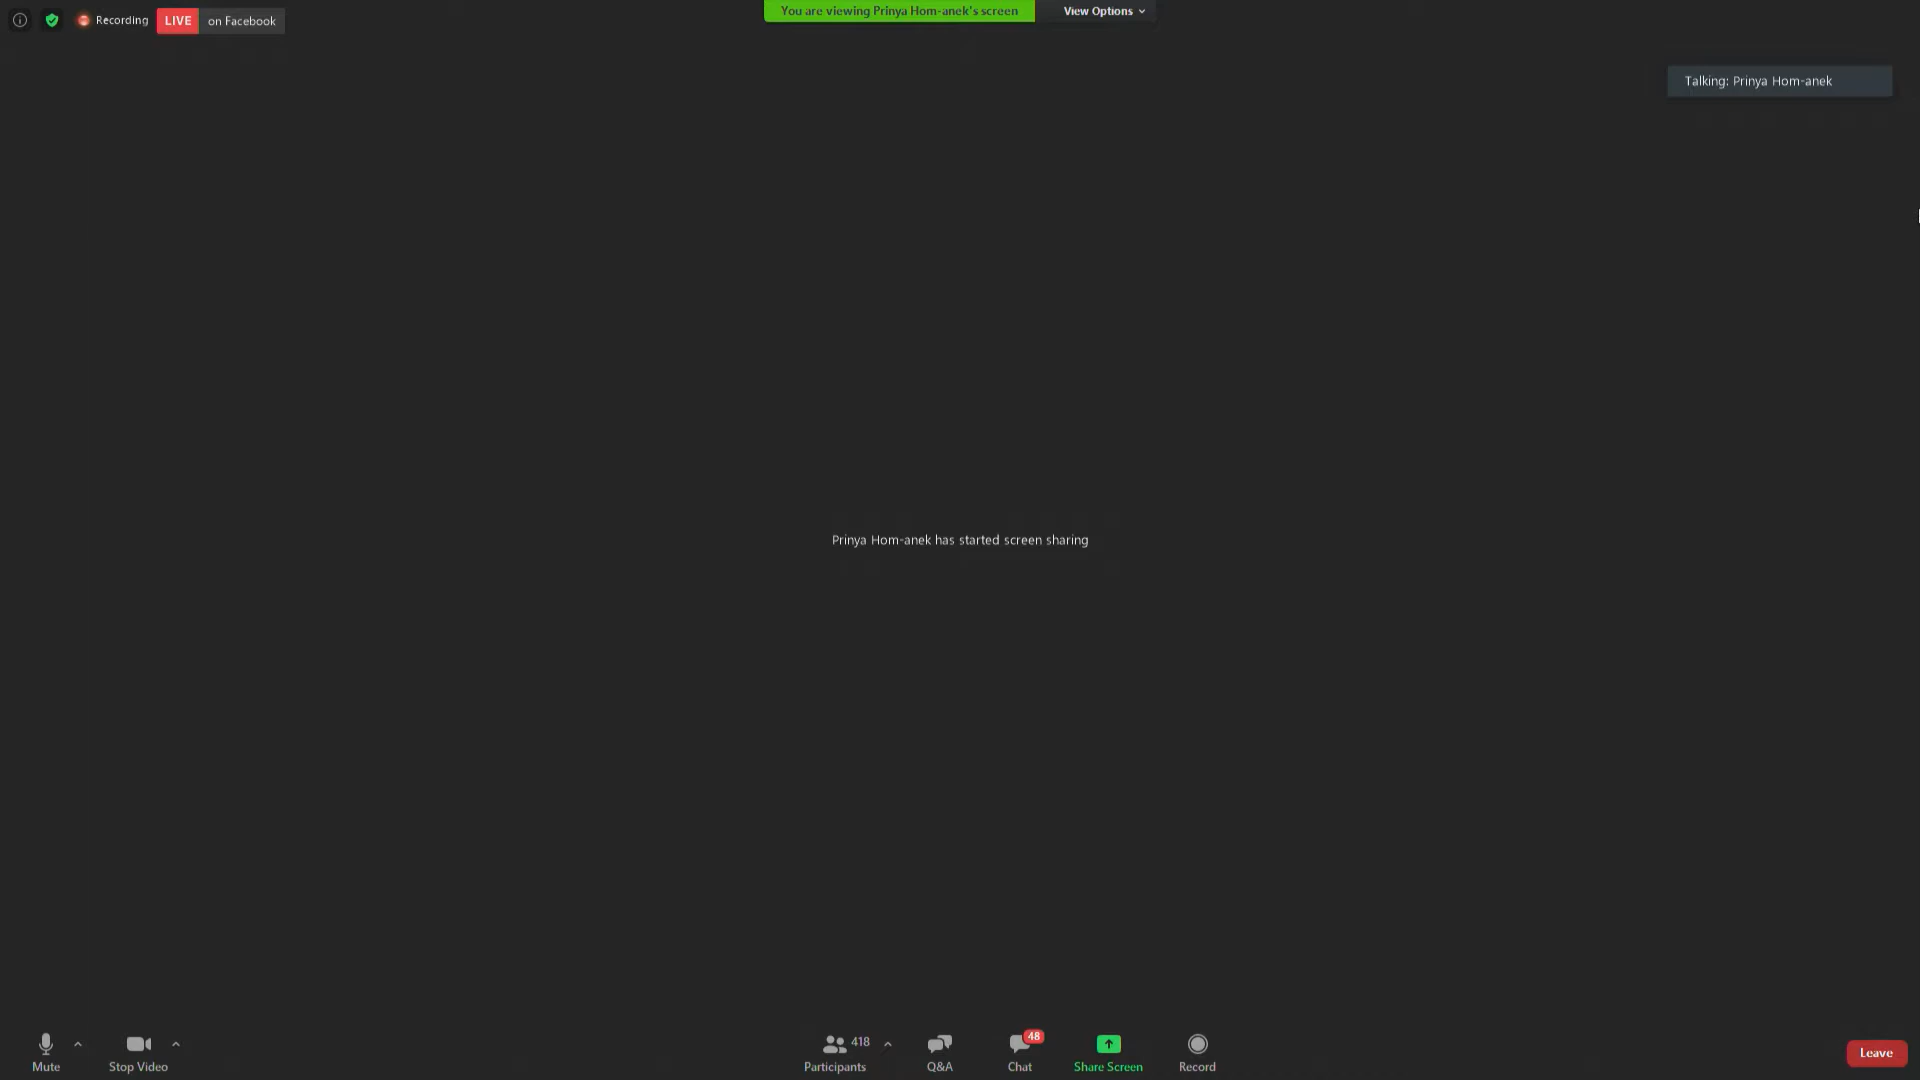 Recording LIVE on Facebook
You are viewing Prinya Hom-anek's screen View Options
Talking: Prinya Hom-anek
Prinya Hom-anek has started screen sharing
418
48
Mute Stop Video Participants Q&A Chat Share Screen Record Leave